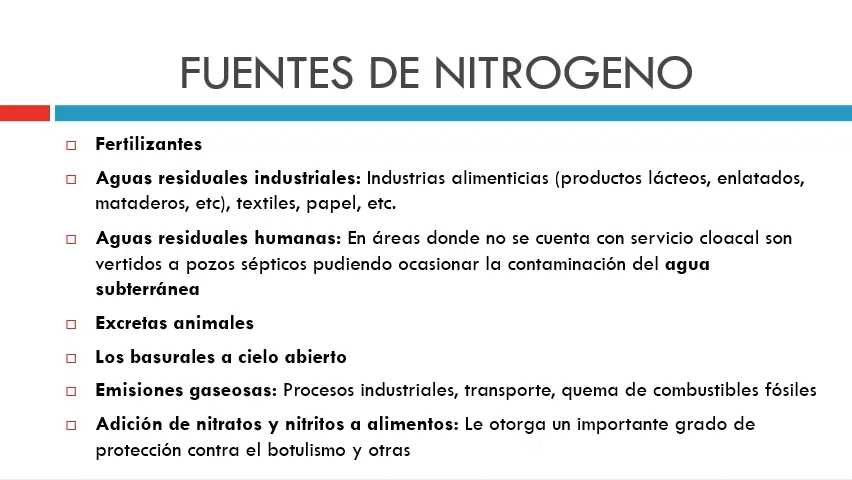 FUENTES DE NITROGENO
Fertilizantes
Aguas residuales industriales: Industrias alimenticias (productos lácteos, enlatados,
mataderos, etc), textiles, papel, etc.
Aguas residuales humanas: En áreas donde no se cuenta con servicio cloacal son
vertidos a pozos sépticos pudiendo ocasionar la contaminación del agua
subterránea
Excretas animales
Los basurales a cielo abierto
Emisiones gaseosas: Procesos industriales, transporte, quema de combustibles fósiles
Adición de nitratos y nitritos a alimentos: Le otorga un importante grado de
protección contra el botulismo y otras